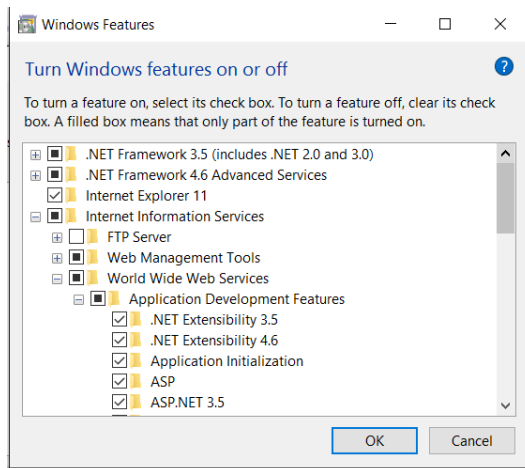 Windows Features
Turn Windows features on or off
?
To turn a feature on, select its check box. To turn a feature off, clear its check
box. A filled box means that only part of the feature is turned on.
.NET Framework 3.5 (includes .NET 2.0 and 3.0)
.NET Framework 4.6 Advanced Services
Internet Explorer 11
Internet Information Services
FTP Server
Web Management Tools
World Wide Web Services
Application Development Features
.NET Extensibility 3.5
.NET Extensibility 4.6
Application Initialization
ASP
ASP.NET 3.5
OK Cancel